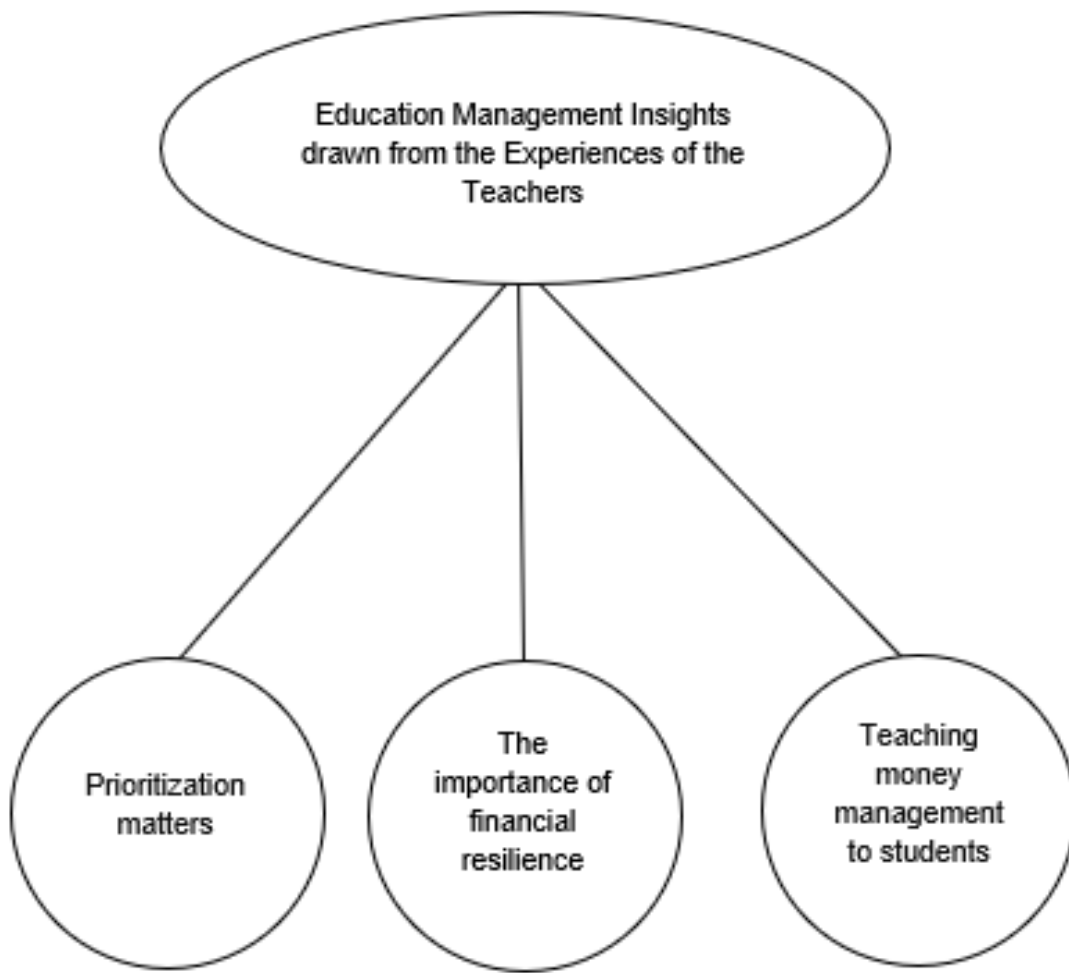 Education Management Insights
drawn from the Experiences of the
Teachers
Prioritization
matters
The
importance of
financial
resilience
Teaching
money
management
to students